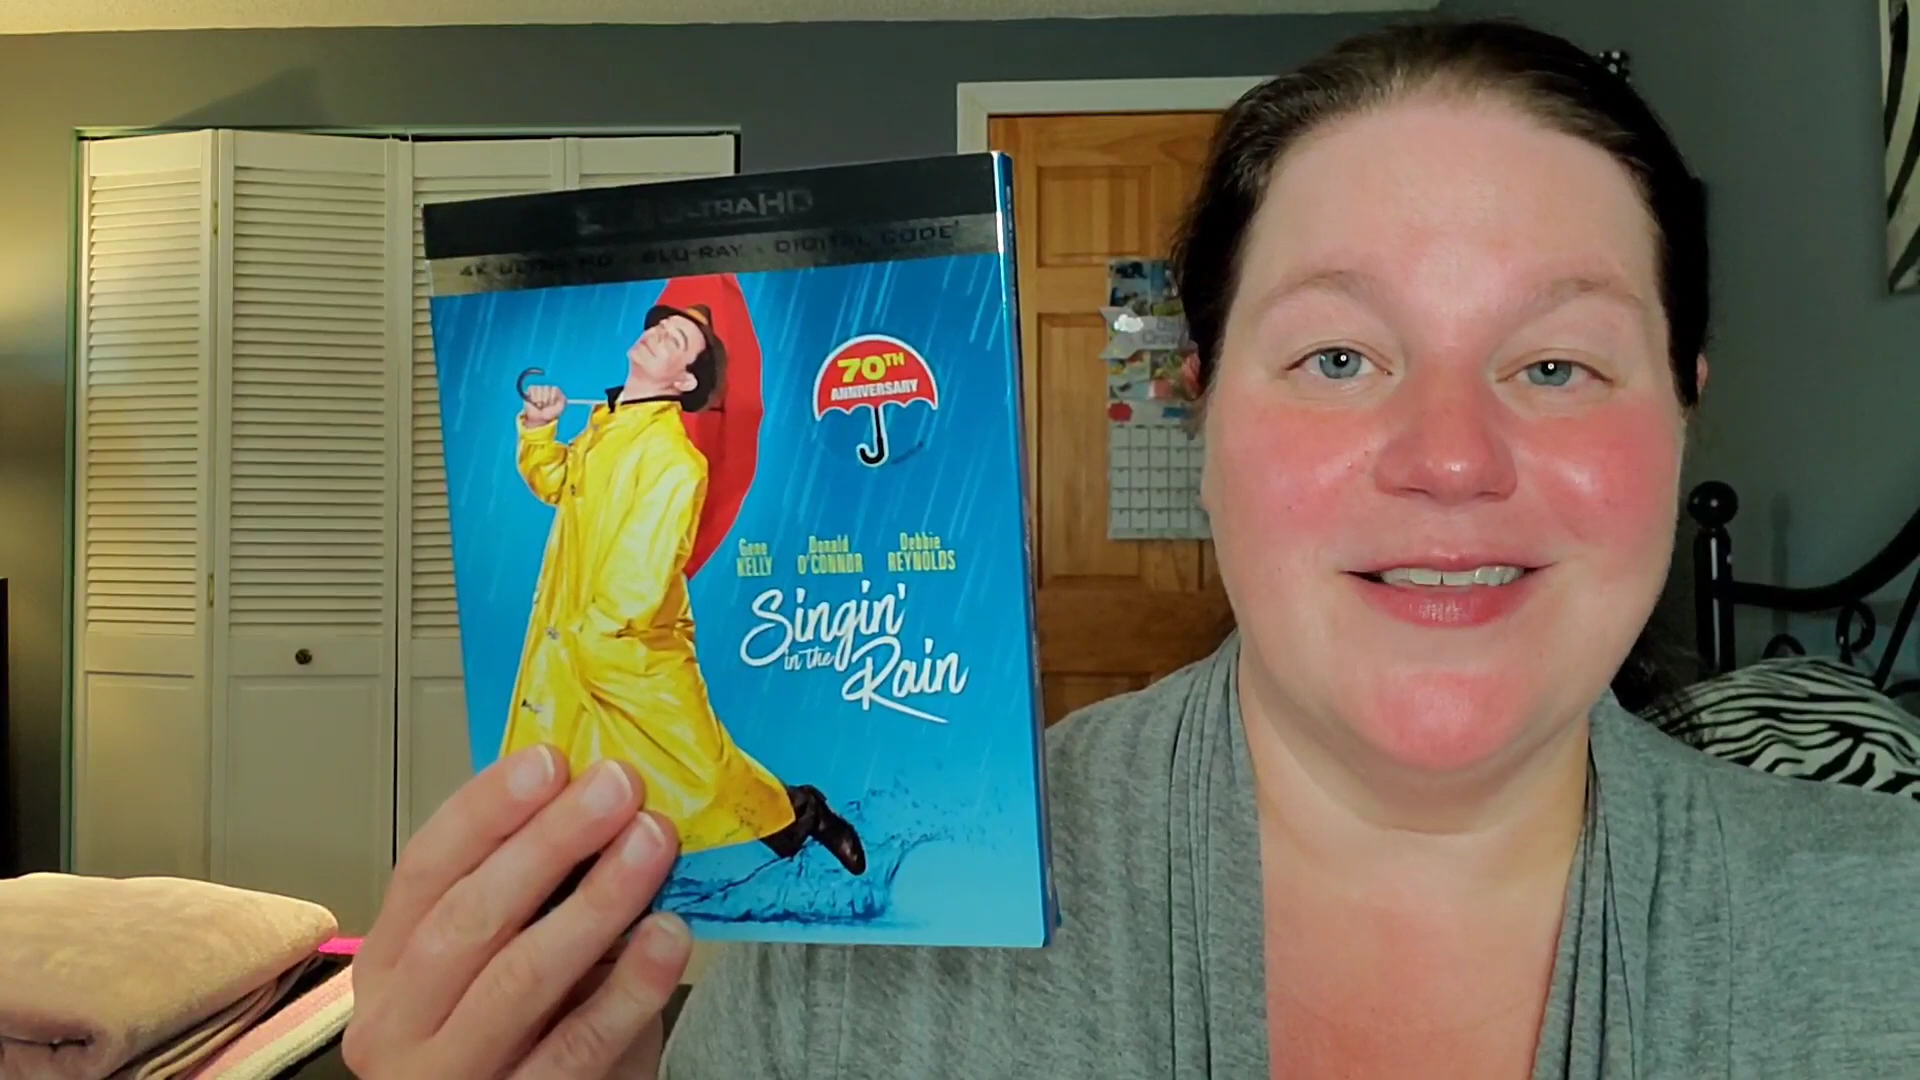 ULTRA HD
4K ULTRA HD · BLU-RAY · DIGITAL CODE
70TH
ANNIVERSARY
Gene Donald Debbie
KELLY O'CONNOR REYNOLDS
Singin'
in the
Rain